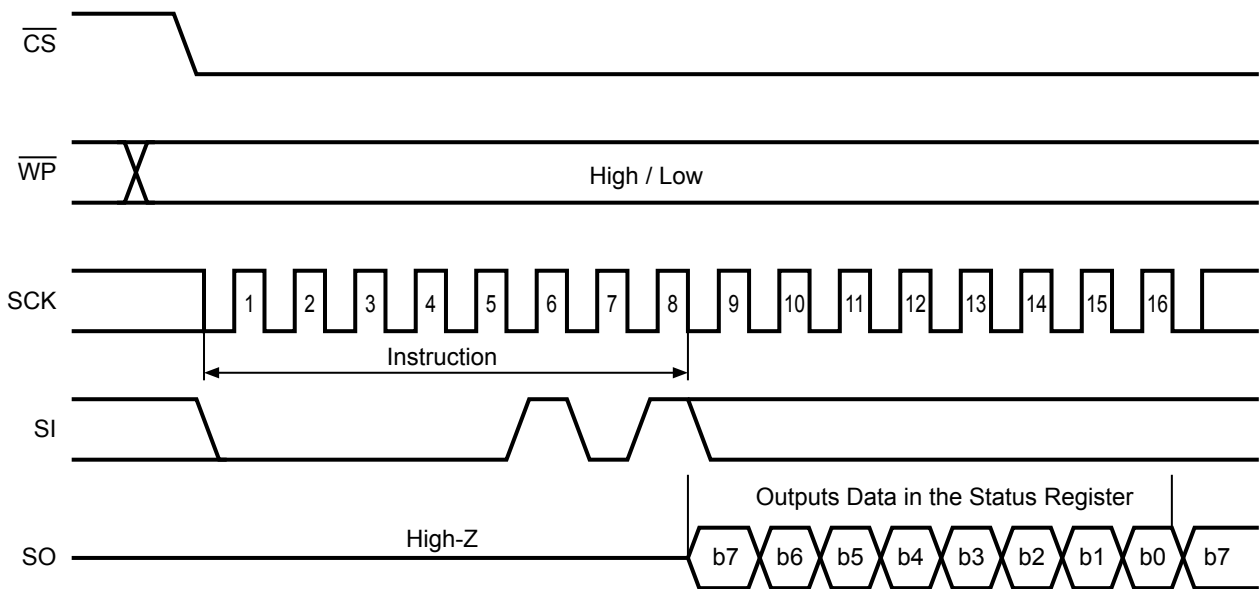 CS
WP
High / Low
SCK
1 2 3 4 5 6 7 8 9 10 11 12 13 14 15 16
Instruction
SI
Outputs Data in the Status Register
High-Z
SO
b7 b6 b5 b4 b3 b2 b1 b0 b7